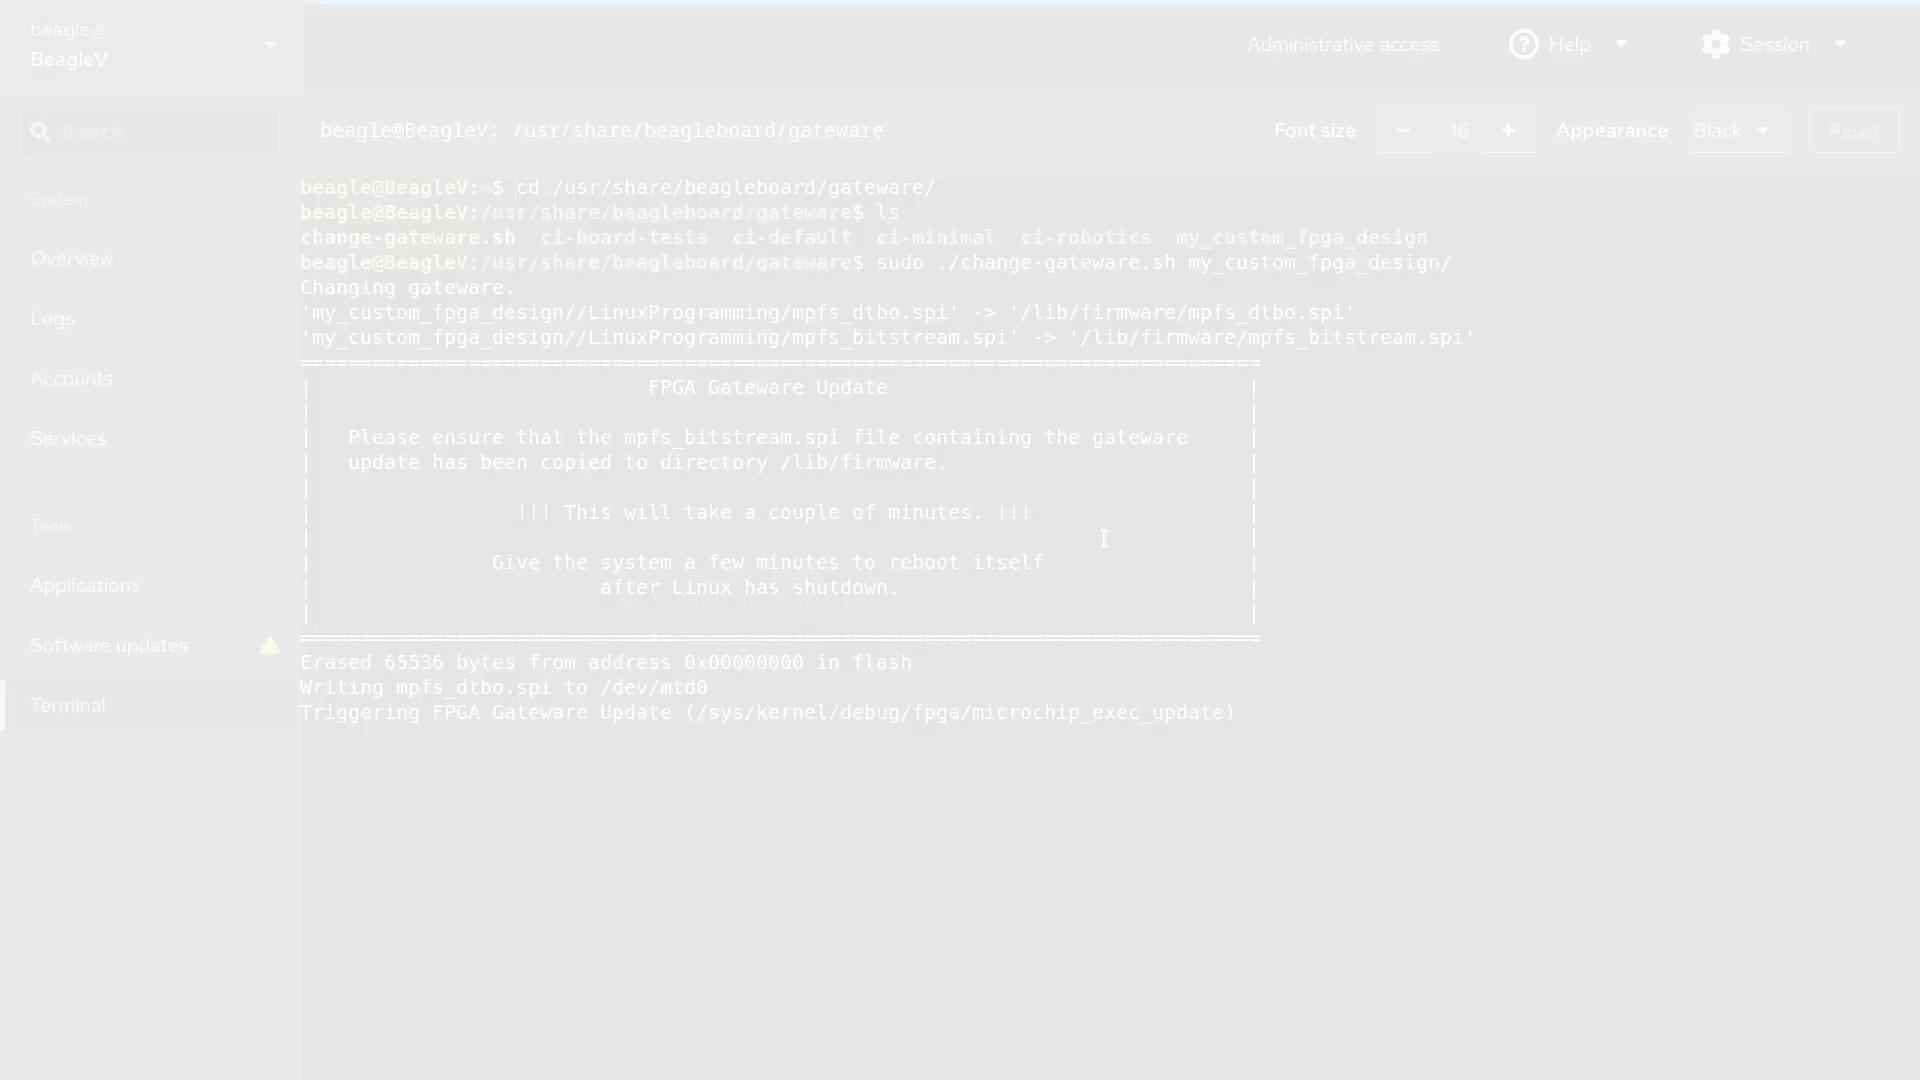 beagle@
BeagleV
Administrative access
Help
Session
Search
beagle@BeagleV: /usr/share/beagleboard/gateware
Font size
16
Appearance
Black
Reset
System
Overview
Logs
Accounts
Services
Tools
Applications
Software updates
Terminal
beagle@BeagleV:~$ cd /usr/share/beagleboard/gateware/
beagle@BeagleV:/usr/share/beagleboard/gateware$ ls
change-gateware.sh  ci-board-tests  ci-default  ci-minimal  ci-robotics  my_custom_fpga_design
beagle@BeagleV:/usr/share/beagleboard/gateware$ sudo ./change-gateware.sh my_custom_fpga_design/
Changing gateware.
'my_custom_fpga_design//LinuxProgramming/mpfs_dtbo.spi' -> '/lib/firmware/mpfs_dtbo.spi'
'my_custom_fpga_design//LinuxProgramming/mpfs_bitstream.spi' -> '/lib/firmware/mpfs_bitstream.spi'
================================================================================
|                            FPGA Gateware Update                              |
|                                                                              |
|   Please ensure that the mpfs_bitstream.spi file containing the gateware     |
|   update has been copied to directory /lib/firmware.                         |
|                                                                              |
|                 !!! This will take a couple of minutes. !!!                  |
|                                                                              |
|               Give the system a few minutes to reboot itself                 |
|                        after Linux has shutdown.                             |
|                                                                              |
================================================================================
Erased 65536 bytes from address 0x00000000 in flash
Writing mpfs_dtbo.spi to /dev/mtd0
Triggering FPGA Gateware Update (/sys/kernel/debug/fpga/microchip_exec_update)